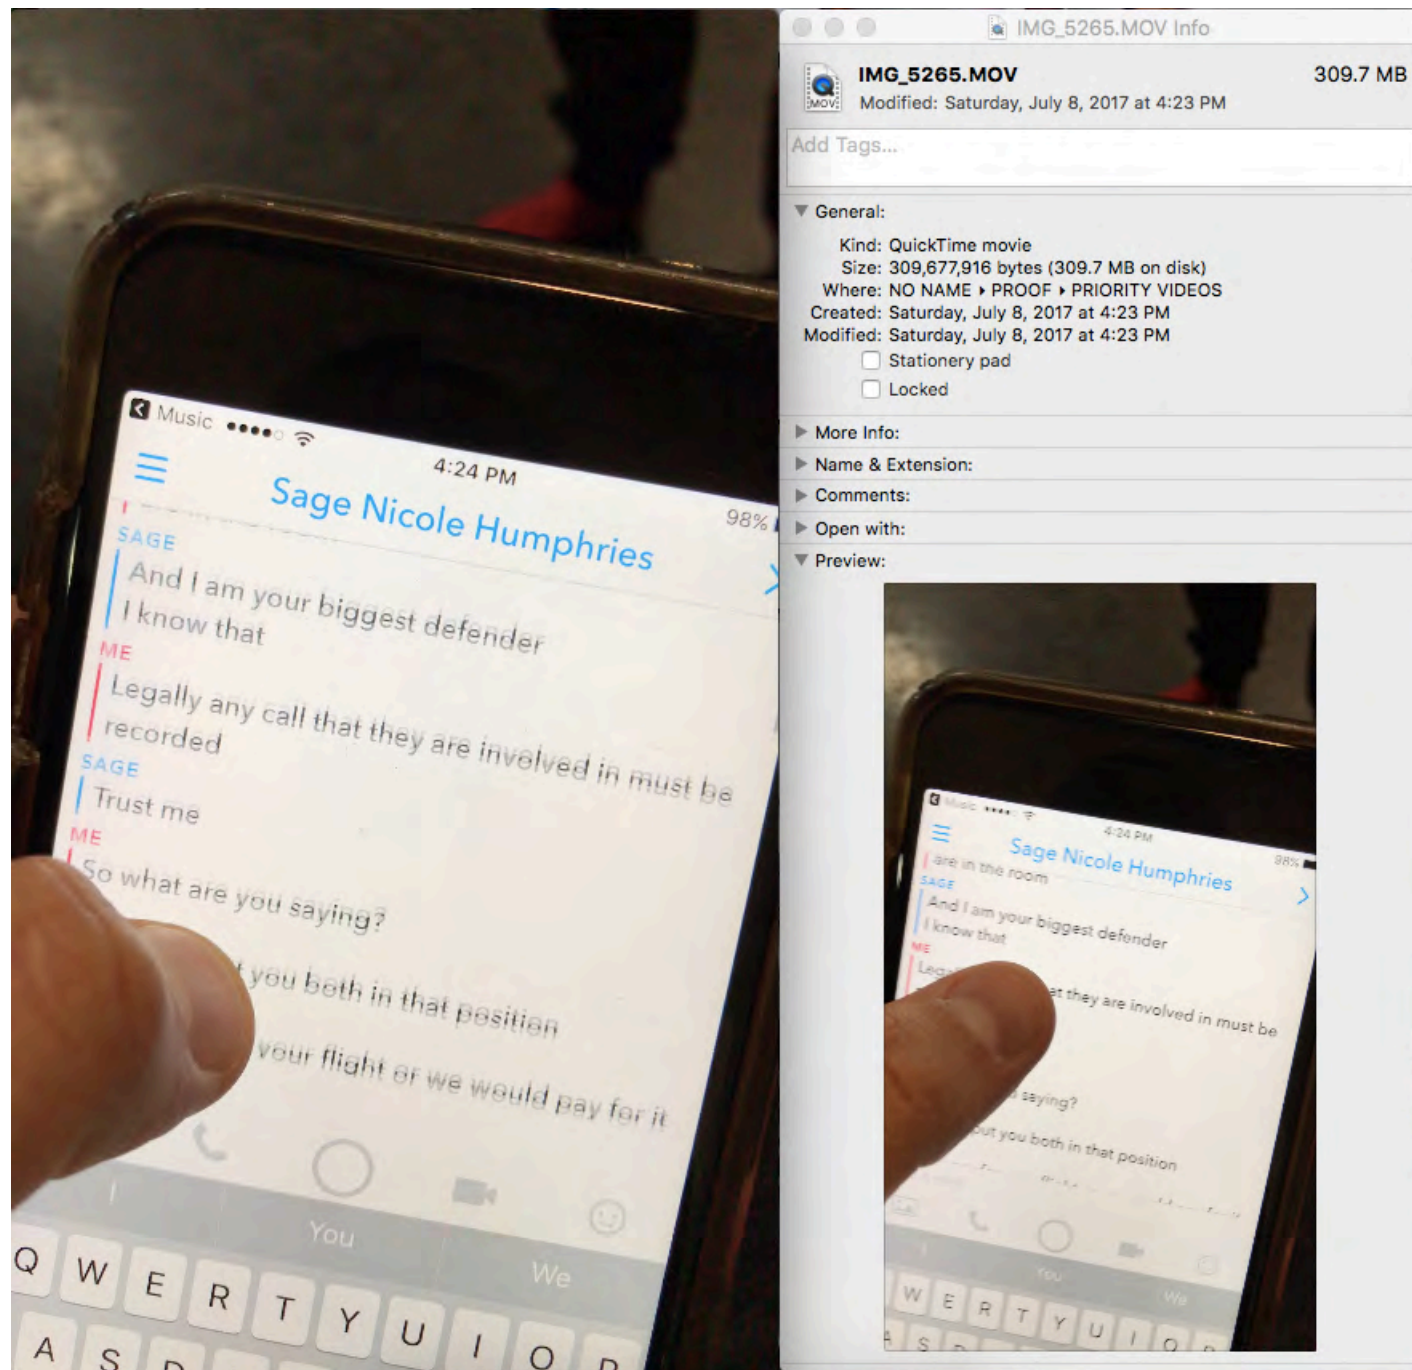 Music
4:24 PM
98%
Sage Nicole Humphries
SAGE
And I am your biggest defender
I know that
ME
Legally any call that they are involved in must be
recorded
SAGE
Trust me
ME
So what are you saying?
you both in that position
your flight or we would pay for it
I You We
Q W E R T Y U I O P
A S D
IMG_5265.MOV Info
MOV
IMG_5265.MOV 309.7 MB
Modified: Saturday, July 8, 2017 at 4:23 PM
Add Tags...
General:
Kind: QuickTime movie
Size: 309,677,916 bytes (309.7 MB on disk)
Where: NO NAME ▸ PROOF ▸ PRIORITY VIDEOS
Created: Saturday, July 8, 2017 at 4:23 PM
Modified: Saturday, July 8, 2017 at 4:23 PM
Stationery pad
Locked
More Info:
Name & Extension:
Comments:
Open with:
Preview:
Music
4:24 PM
98%
Sage Nicole Humphries
are in the room
SAGE
And I am your biggest defender
I know that
ME
at they are involved in must be
saying?
put you both in that position
You We
W E R T Y U I O P
A S D